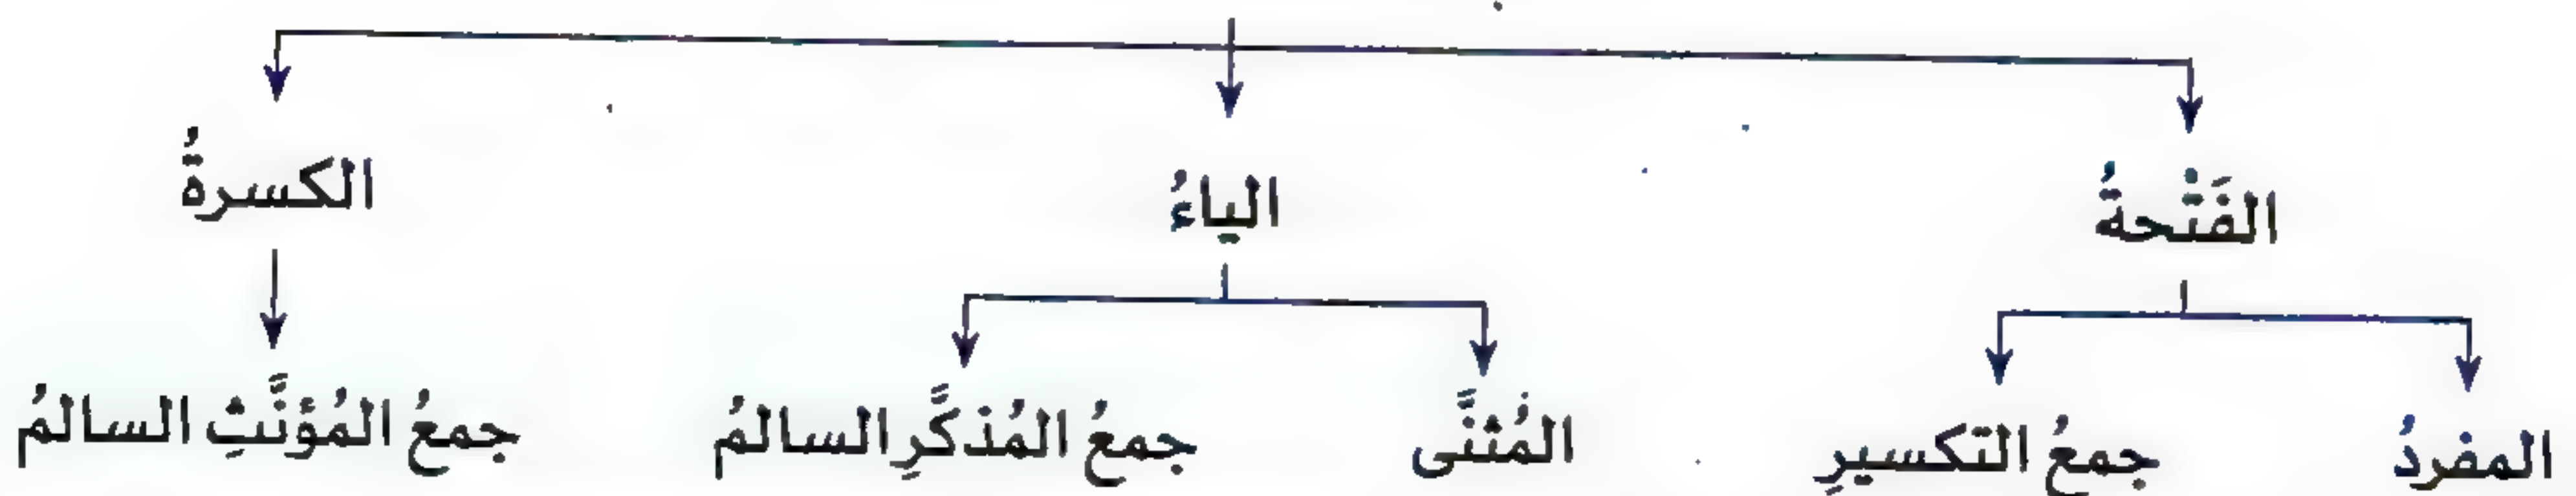 الفَتْحةُ
الياءُ
الكسرةُ
المفردُ
جمعُ التكسيرِ
المُثنَّى
جمعُ المُذكَّرِ السالمُ
جمعُ المُؤنَّثِ السالمُ